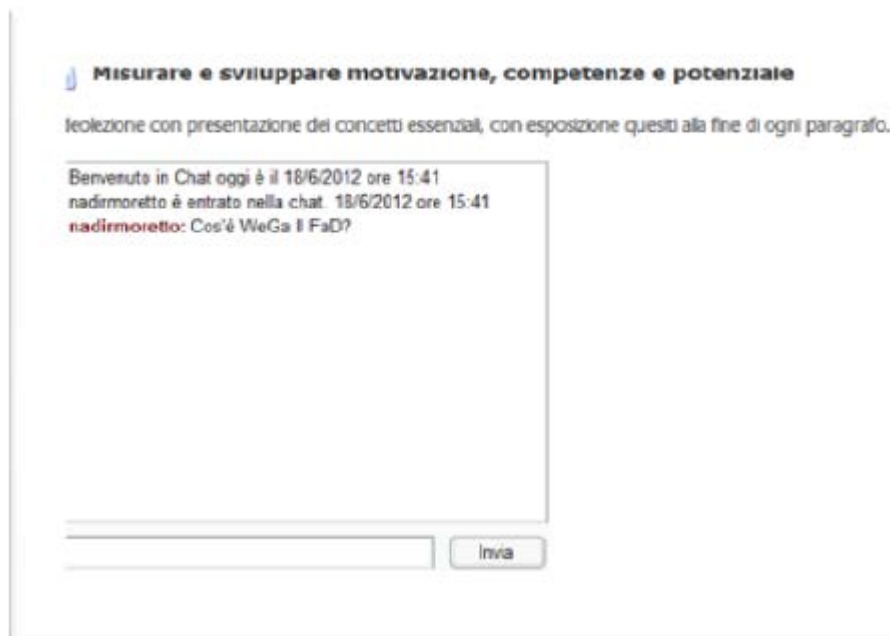 Misurare e sviluppare motivazione, competenze e potenziale
leolezione con presentazione dei concetti essenziali, con esposizione quesiti alla fine di ogni paragrafo.
Benvenuto in Chat oggi è il 18/6/2012 ore 15:41
nadirmoretto è entrato nella chat. 18/6/2012 ore 15:41
nadirmoretto: Cos'é WeGa II FaD?
Invia